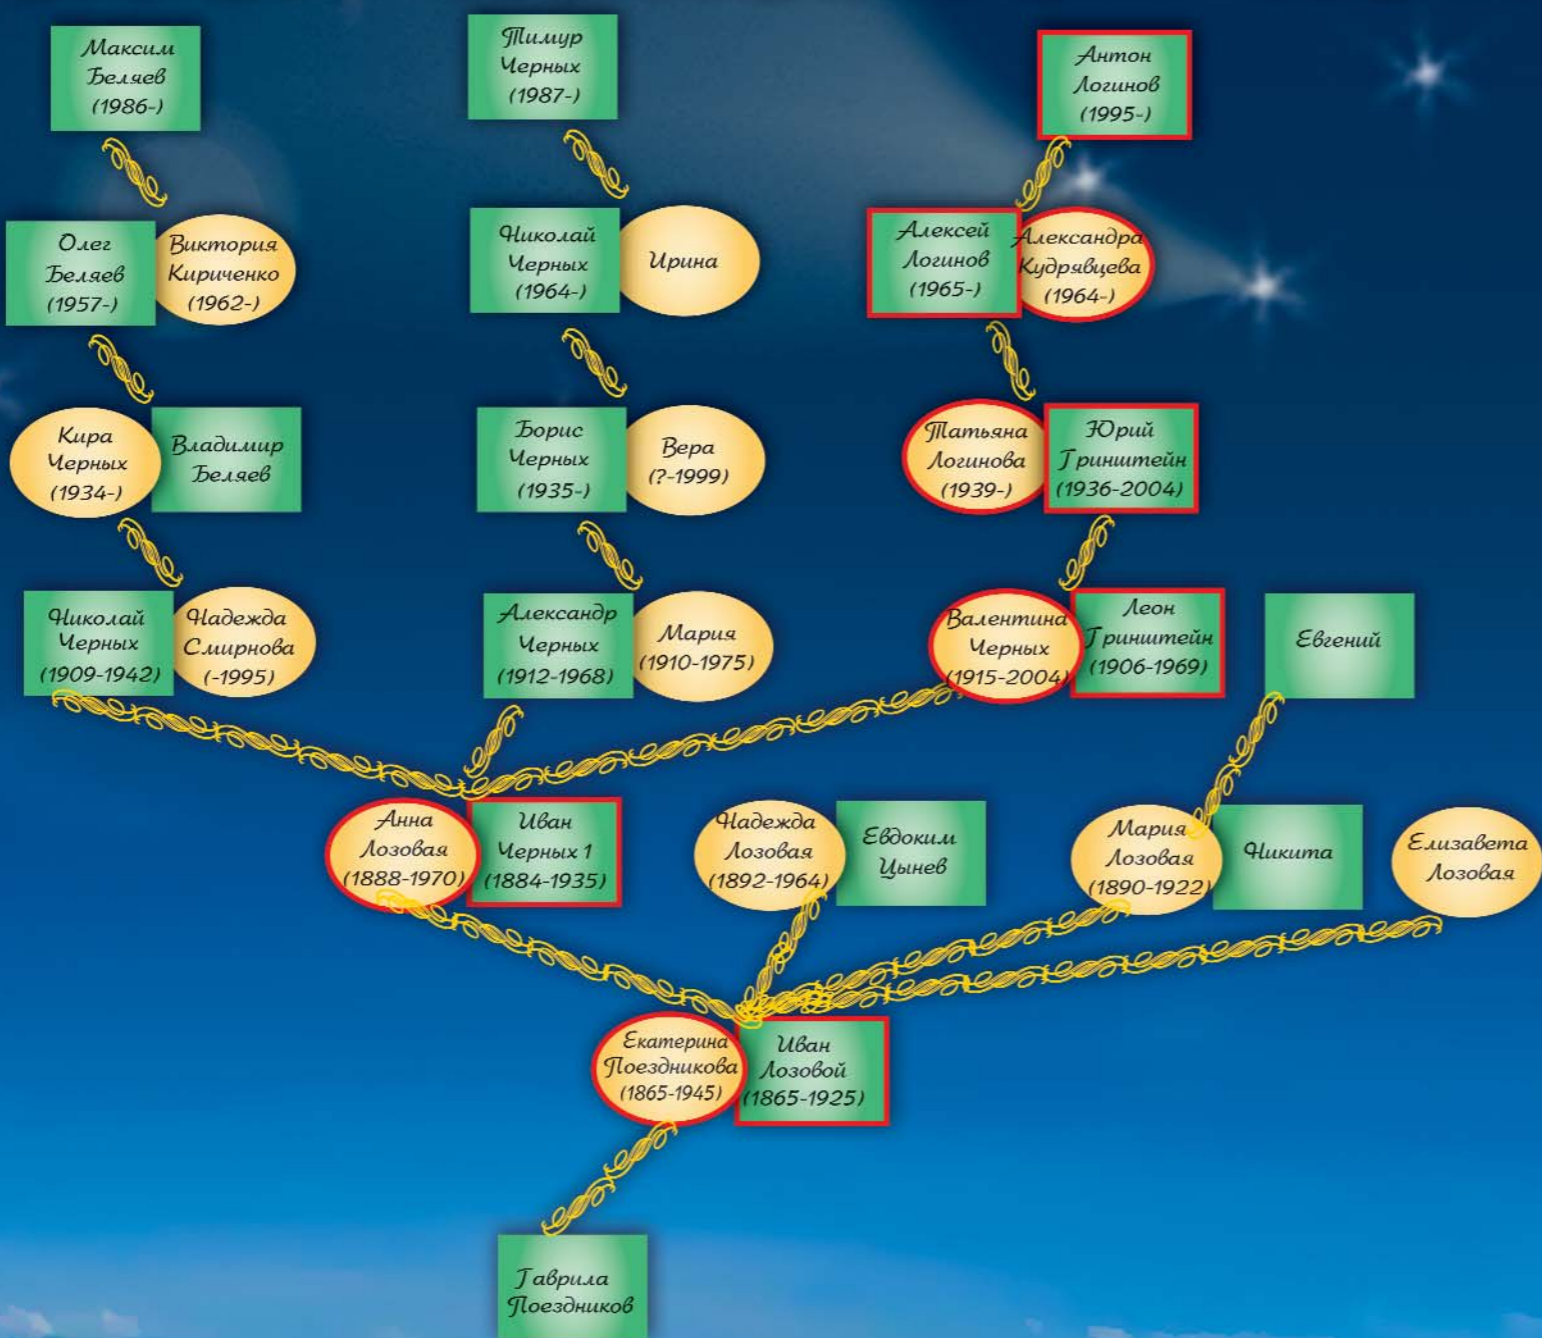 Максим
Беляев
(1986-)
Тимур
Черных
(1987-)
Антон
Логинов
(1995-)
Олег
Беляев
(1957-)
Виктория
Кириченко
(1962-)
Николай
Черных
(1964-)
Ирина
Алексей
Логинов
(1965-)
Александра
Кудрявцева
(1964-)
Кира
Черных
(1934-)
Владимир
Беляев
Борис
Черных
(1935-)
Вера
(?-1999)
Татьяна
Логинова
(1939-)
Юрий
Гринштейн
(1936-2004)
Николай
Черных
(1909-1942)
Надежда
Смирнова
(-1995)
Александр
Черных
(1912-1968)
Мария
(1910-1975)
Валентина
Черных
(1915-2004)
Леон
Гринштейн
(1906-1969)
Евгений
Анна
Лозовая
(1888-1970)
Иван
Черных 1
(1884-1935)
Надежда
Лозовая
(1892-1964)
Евдоким
Цынев
Мария
Лозовая
(1890-1922)
Никита
Елизавета
Лозовая
Екатерина
Поездникова
(1865-1945)
Иван
Лозовой
(1865-1925)
Гаврила
Поездников